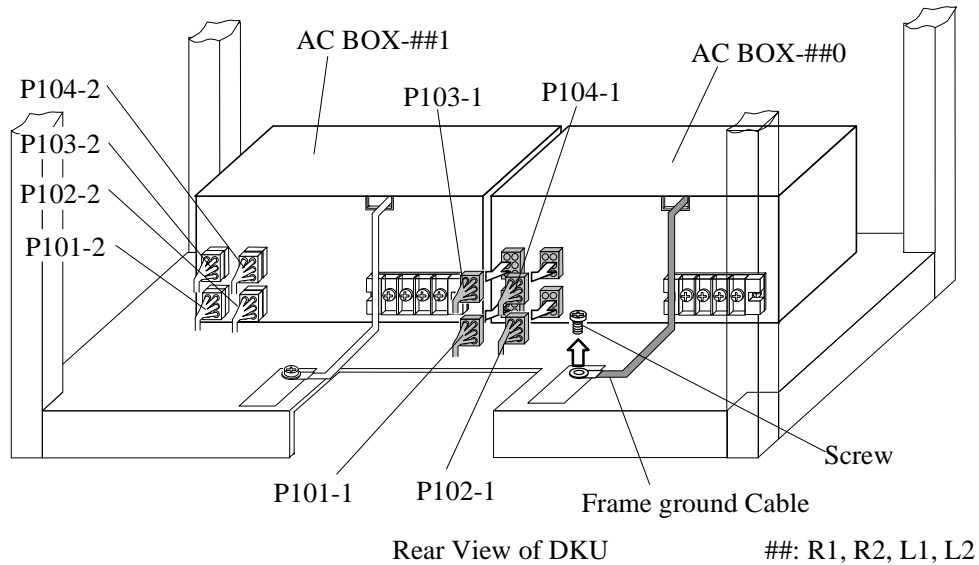 AC BOX-##1
AC BOX-##0
P104-2
P103-1
P104-1
P103-2
P102-2
P101-2
Screw
P101-1
P102-1
Frame ground Cable
Rear View of DKU
##: R1, R2, L1, L2